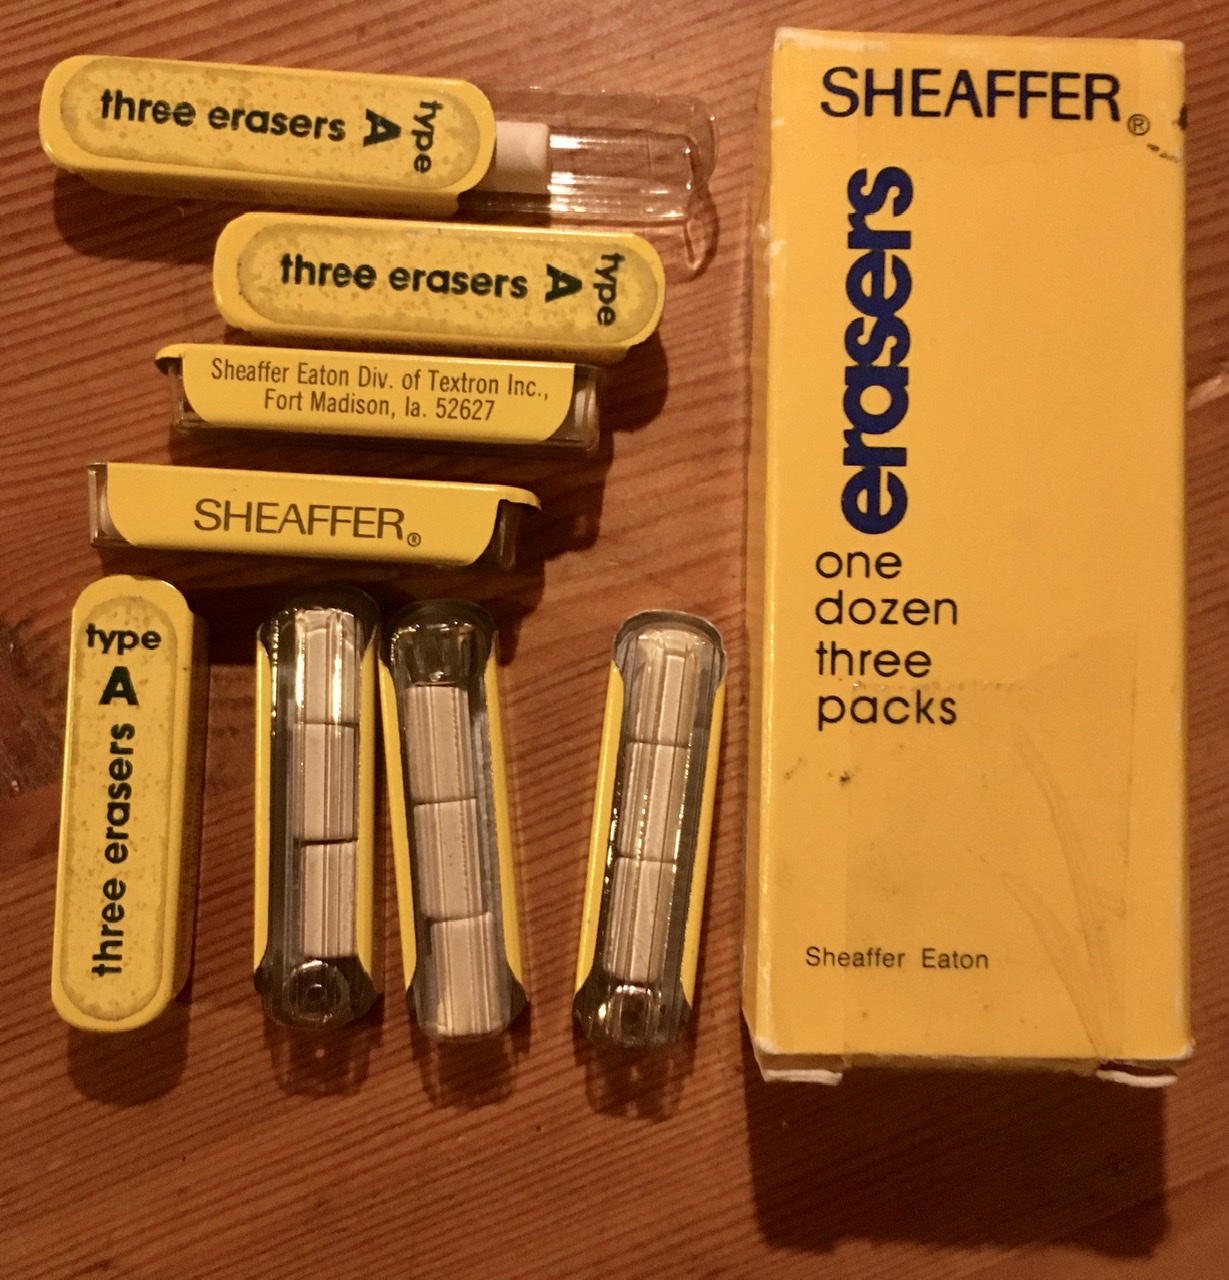 three erasers A type
three erasers A type
Sheaffer Eaton Div. of Textron Inc.,
Fort Madison, Ia. 52627
SHEAFFER®
type
A
three erasers
SHEAFFER®
erasers
one
dozen
three
packs
Sheaffer Eaton